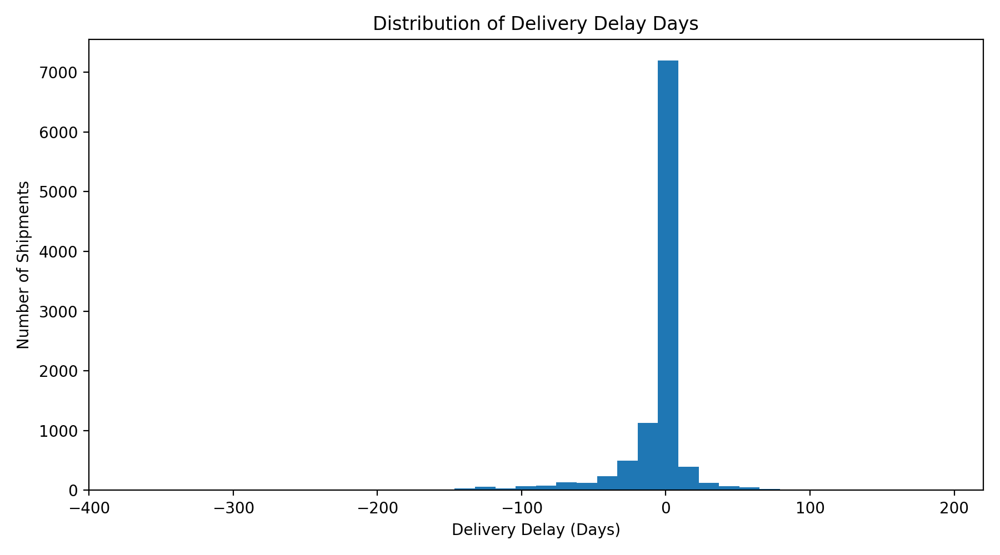 Distribution of Delivery Delay Days
Number of Shipments
7000
6000
5000
4000
3000
2000
1000
0
−400 −300 −200 −100 0 100 200
Delivery Delay (Days)